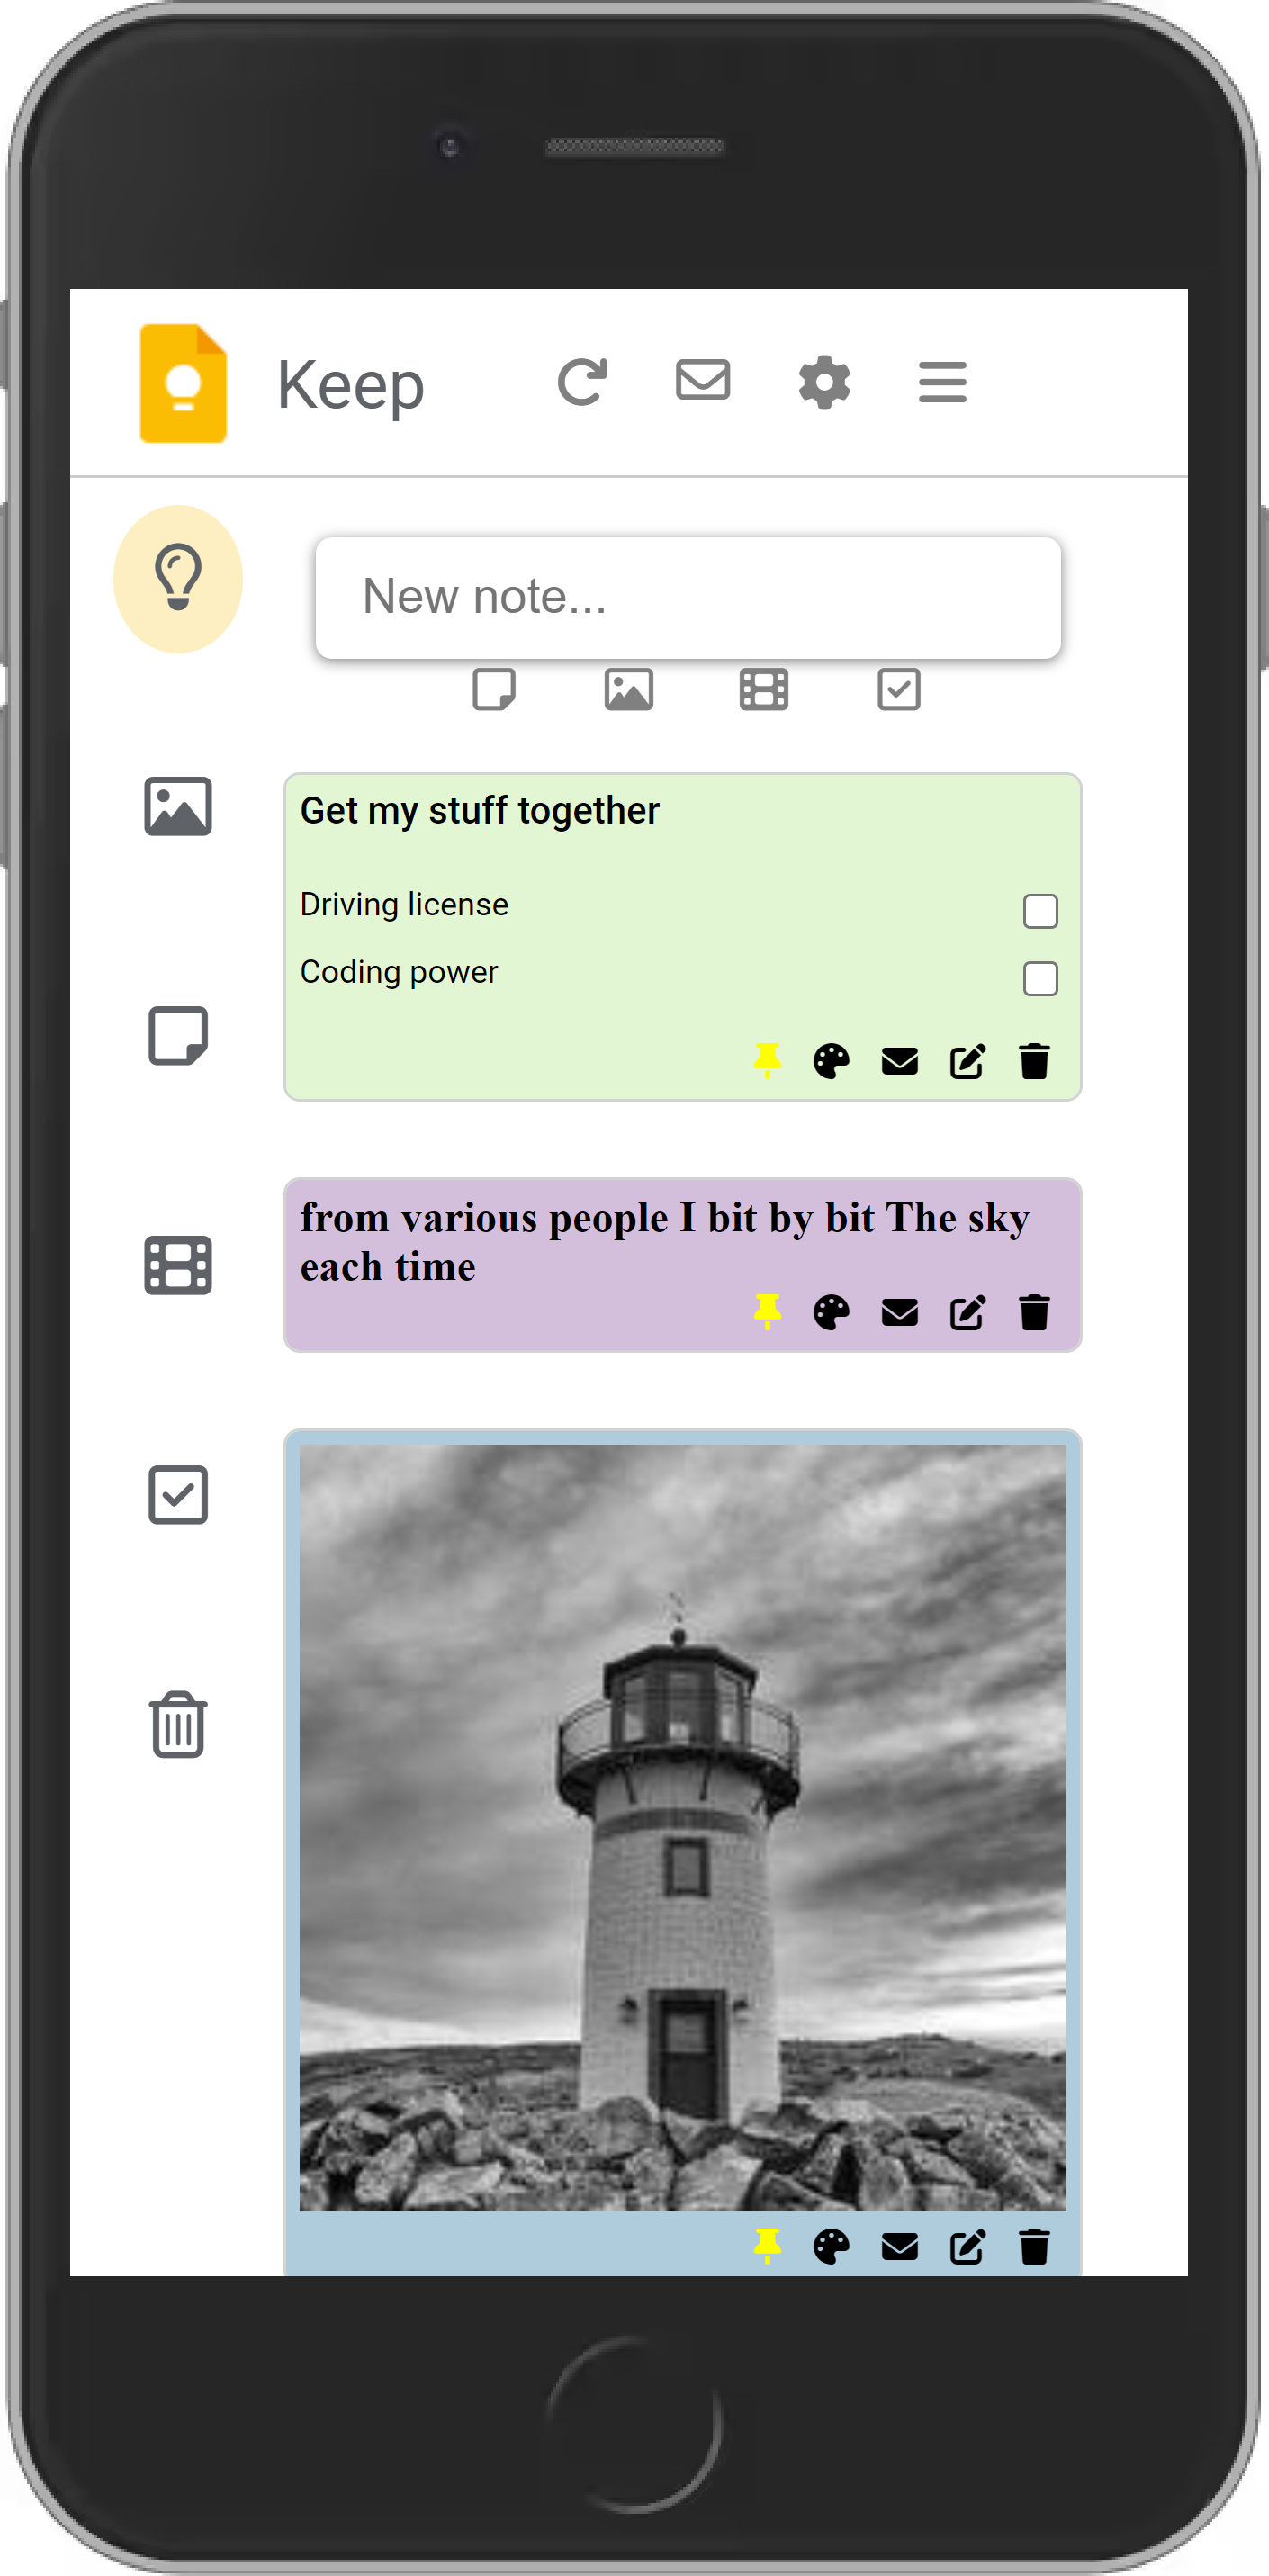 Keep
New note...
Get my stuff together
Driving license
Coding power
from various people I bit by bit The sky
each time